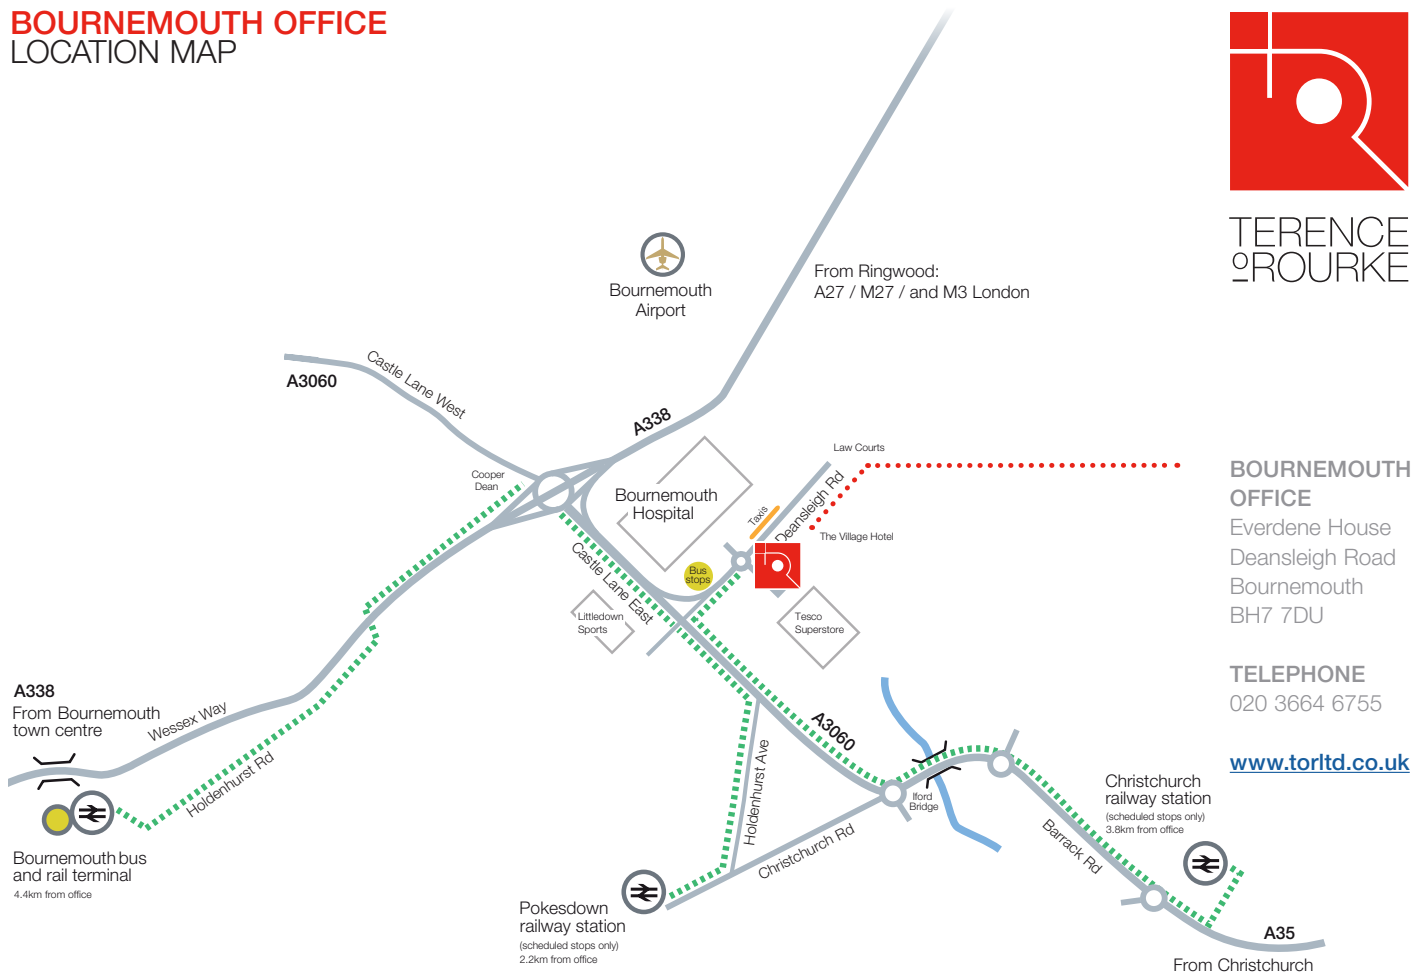 BOURNEMOUTH OFFICE
LOCATION MAP
TERENCE
O'ROURKE
Bournemouth
Airport
From Ringwood:
A27 / M27 / and M3 London
A3060
Castle Lane West
A338
Cooper
Dean
Bournemouth
Hospital
Law Courts
Taxis
Deansleigh Rd
The Village Hotel
Bus
stops
Castle Lane East
Littledown
Sports
Tesco
Superstore
BOURNEMOUTH
OFFICE
Everdene House
Deansleigh Road
Bournemouth
BH7 7DU
TELEPHONE
020 3664 6755
www.torltd.co.uk
A338
From Bournemouth
town centre
Wessex Way
Holdenhurst Rd
Bournemouth bus
and rail terminal
4.4km from office
A3060
Holdenhurst Ave
Christchurch Rd
Iford
Bridge
Barrack Rd
Christchurch
railway station
(scheduled stops only)
3.8km from office
Pokesdown
railway station
(scheduled stops only)
2.2km from office
A35
From Christchurch